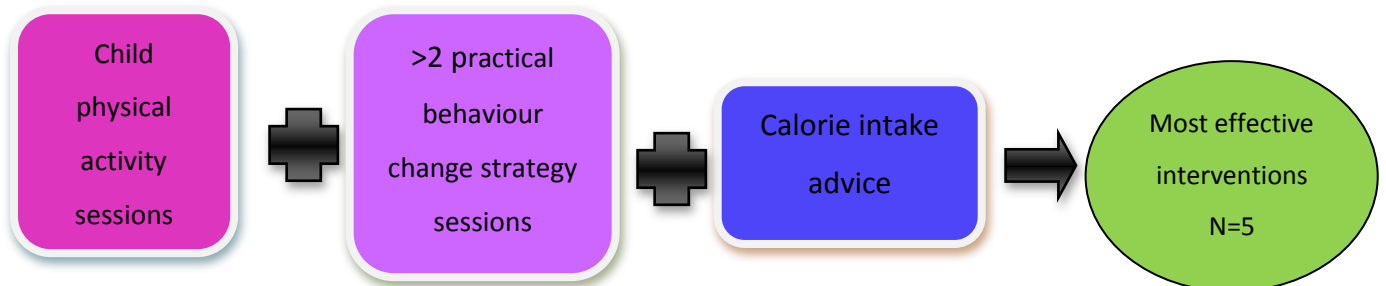 Child
physical
activity
sessions
>2 practical
behaviour
change strategy
sessions
Calorie intake
advice
Most effective
interventions
N=5